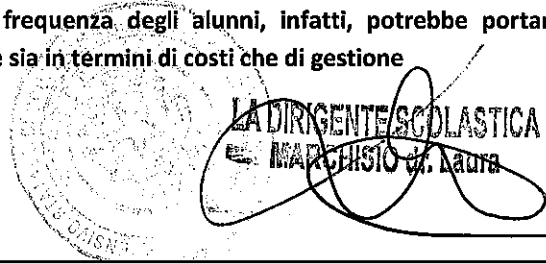 frequenza degli alunni, infatti, potrebbe portar
sia in termini di costi che di gestione
LA DIRIGENTE SCOLASTICA
MARCHISIO dr. Laura